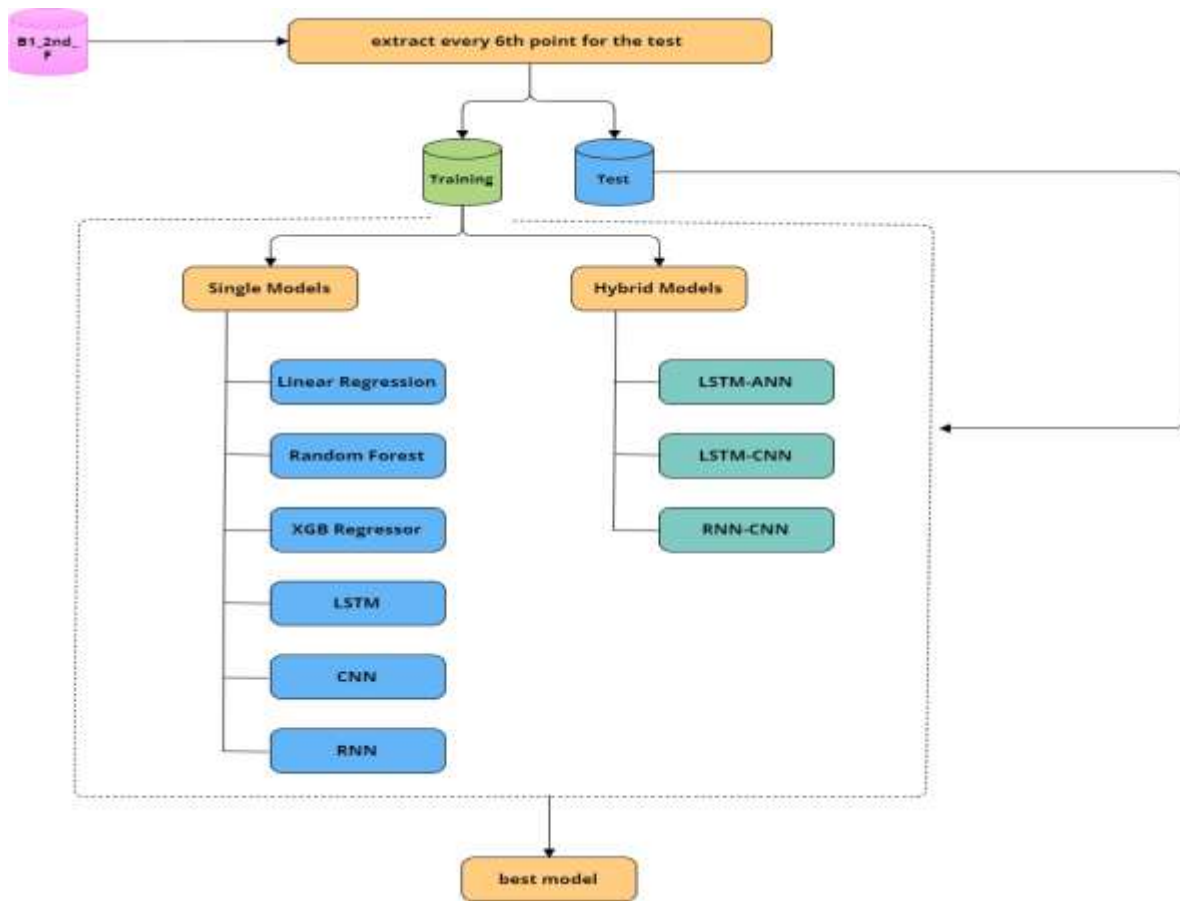 B1_2nd_
F
extract every 6th point for the test
Training
Test
Single Models
Hybrid Models
Linear Regression
LSTM-ANN
Random Forest
LSTM-CNN
XGB Regressor
RNN-CNN
LSTM
CNN
RNN
best model